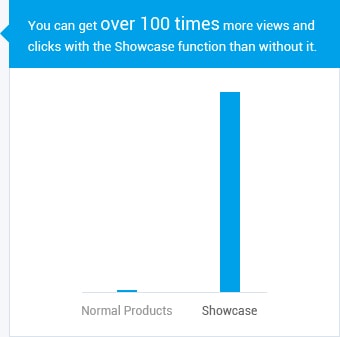 You can get over 100 times more views and
clicks with the Showcase function than without it.
Normal Products Showcase